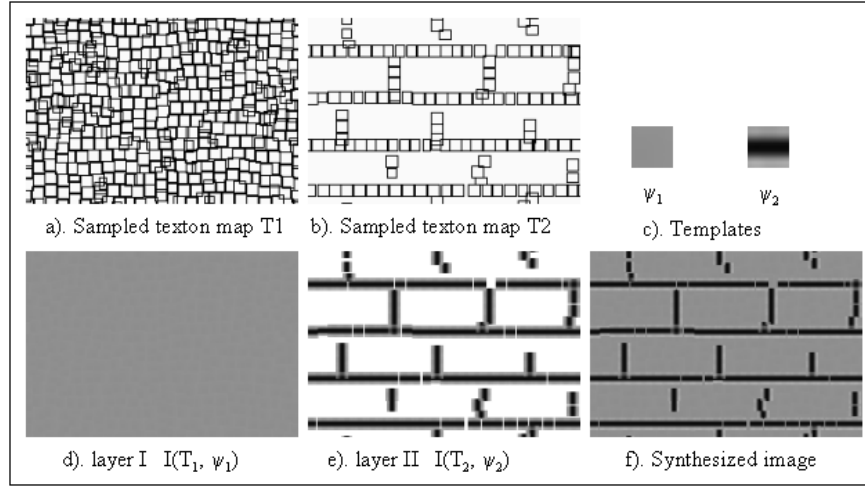 ψ1 ψ2
a). Sampled texton map T1 b). Sampled texton map T2 c). Templates
d). layer I I(T1, ψ1) e). layer II I(T2, ψ2) f). Synthesized image